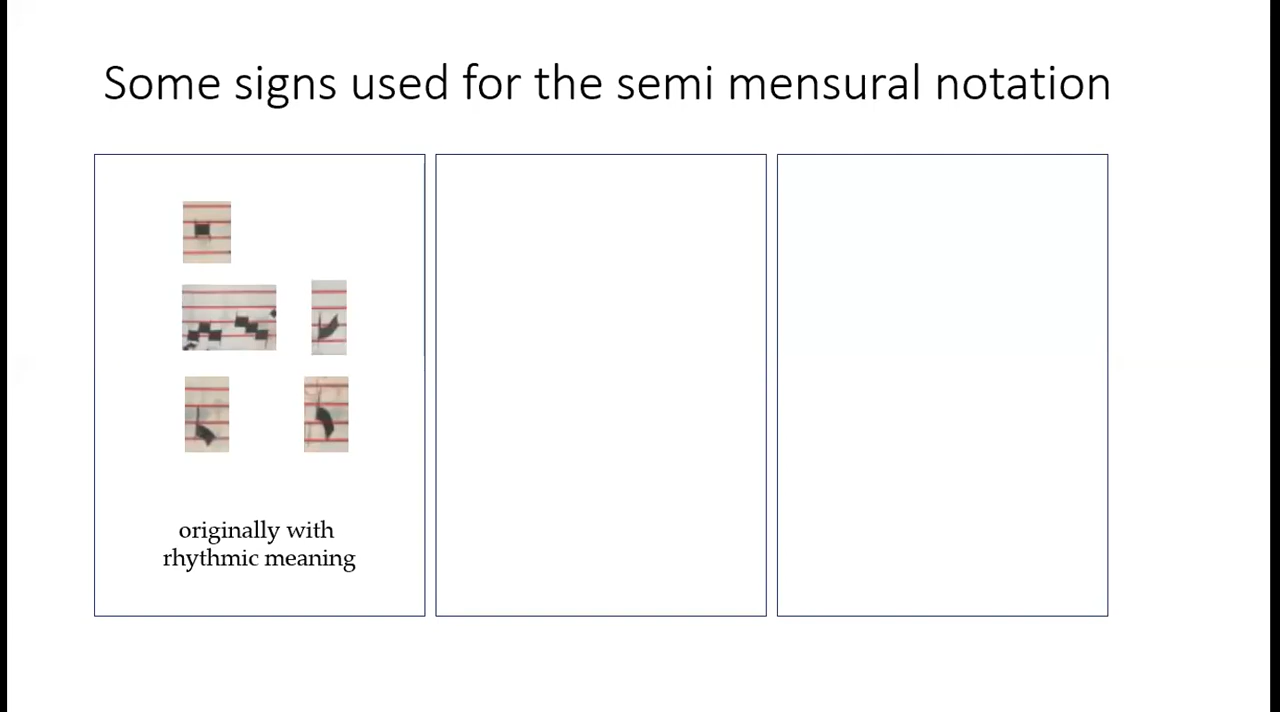 Some signs used for the semi mensural notation
originally with
rhythmic meaning